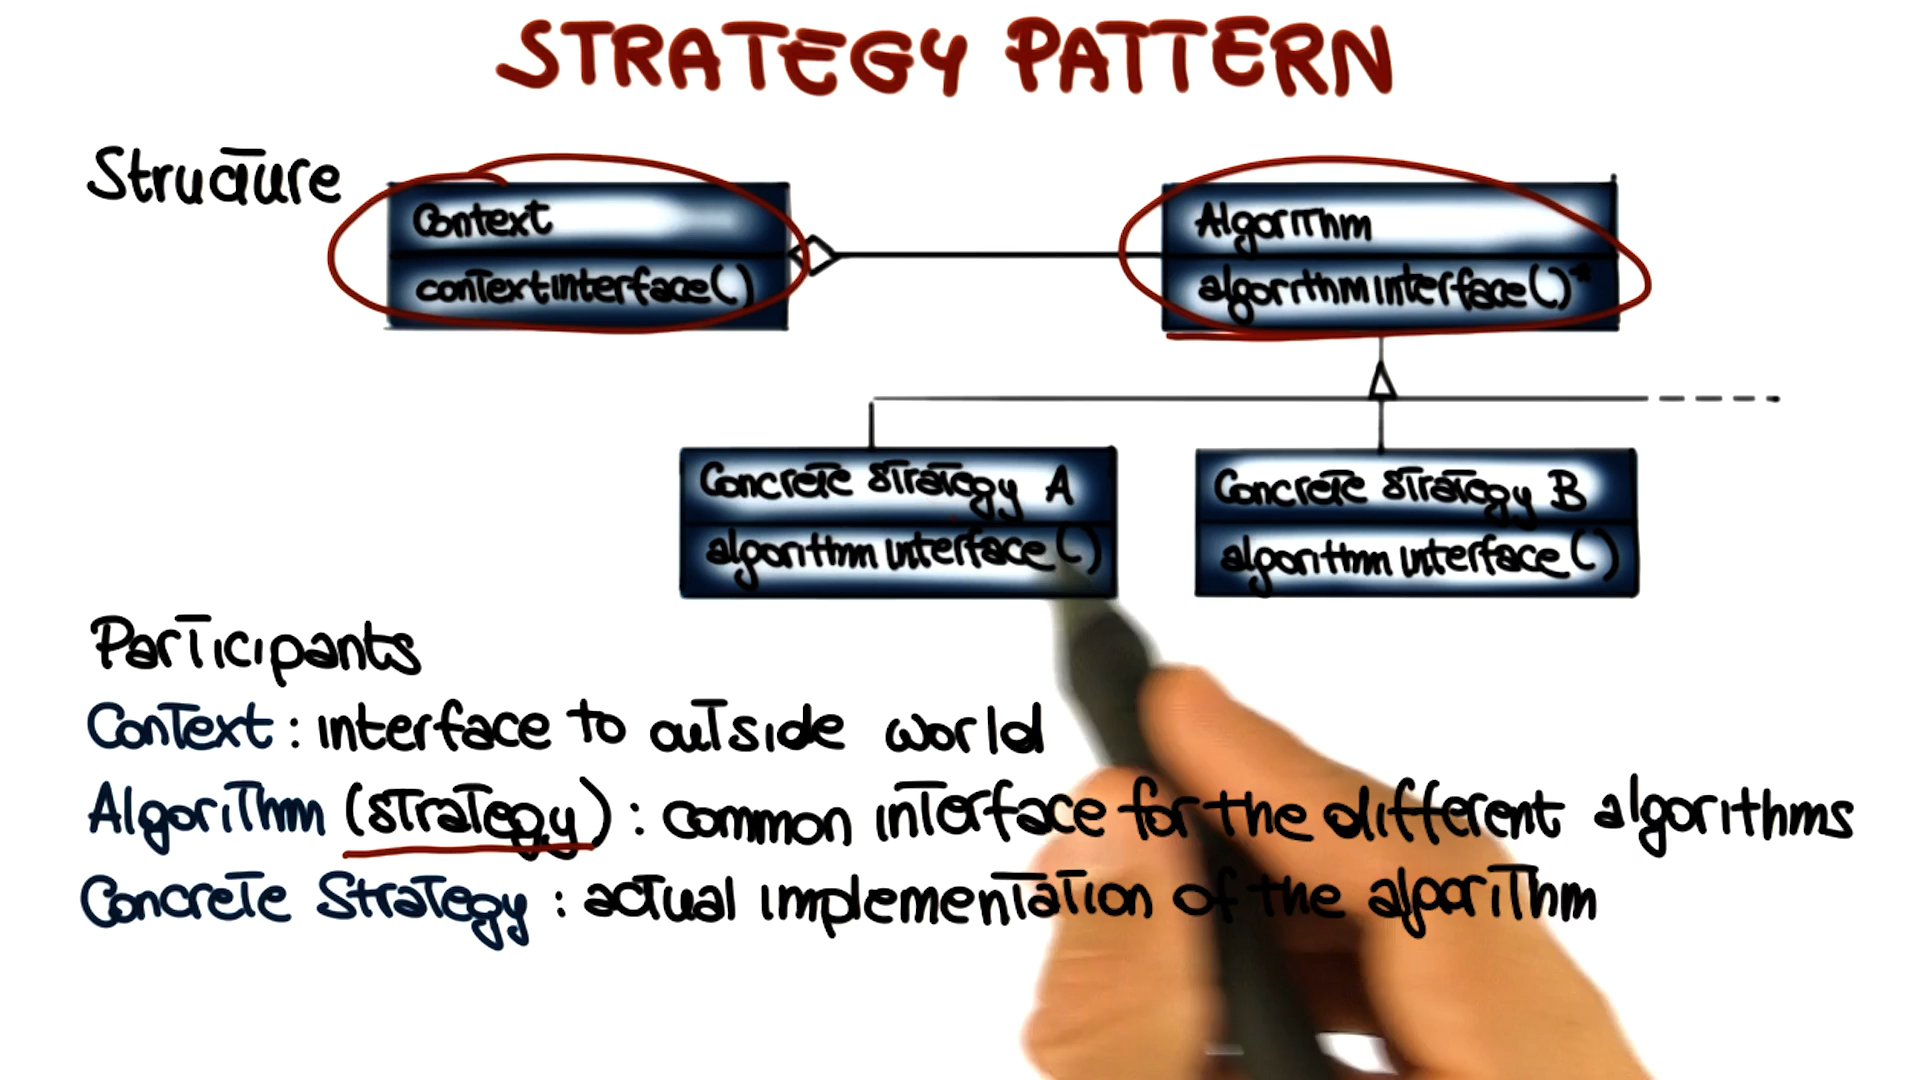 STRATEGY PATTERN
Structure
Context
contextinterface()
Algorithm
algorithminterface()*
Concrete Strategy A
algorithm interface()
Concrete Strategy B
algorithm interface()
Participants
Context: interface to outside world
Algorithm (strategy): common interface for the different algorithms
Concrete Strategy: actual implementation of the algorithm